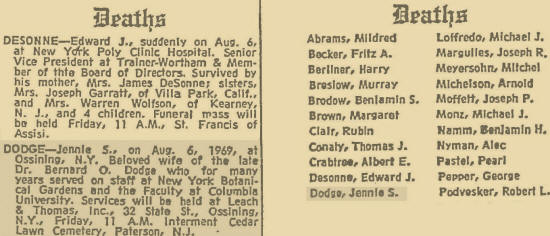 Deaths
DESONNE—Edward J., suddenly on Aug. 6,
at New York Poly Clinic Hospital. Senior
Vice President at Trainer-Wortham & Mem-
ber of thte Board of Directors. Survived by
his mother, Mrs. James DeSonner sisters,
Mrs. Joseph Garratt, of Villa Park, Calif.,
and Mrs. Warren Wolfson, of Kearney,
N. J., and 4 children. Funeral mass will
be held Friday, 11 A.M., St. Francis of
Assisi.
DODGE—Jennie S., on Aug. 6, 1969, at
Ossining, N.Y. Beloved wife of the late
Dr. Bernard O. Dodge who for many
years served on staff at New York Botani-
cal Gardens and the Faculty at Columbia
University. Services will be held at Leach
& Thomas, Inc., 32 State St., Ossining,
N.Y., Friday, 11 A.M. Interment Cedar
Lawn Cemetery, Paterson, N.J.
Deaths
Abrams, Mildred
Becker, Fritz A.
Berliner, Harry
Breslow, Murray
Brodow, Benjamin S.
Brown, Margaret
Clair, Rubin
Conaty, Thomas J.
Crabtree, Albert E.
Desonne, Edward J.
Dodge, Jennie S.
Loffredo, Michael J.
Margulies, Joseph R.
Meyersohn, Mitchel
Michelson, Arnold
Moffett, Joseph P.
Monz, Michael J.
Namm, Benjamin H.
Nyman, Alec
Pastel, Pearl
Pepper, George
Podvesker, Robert L.